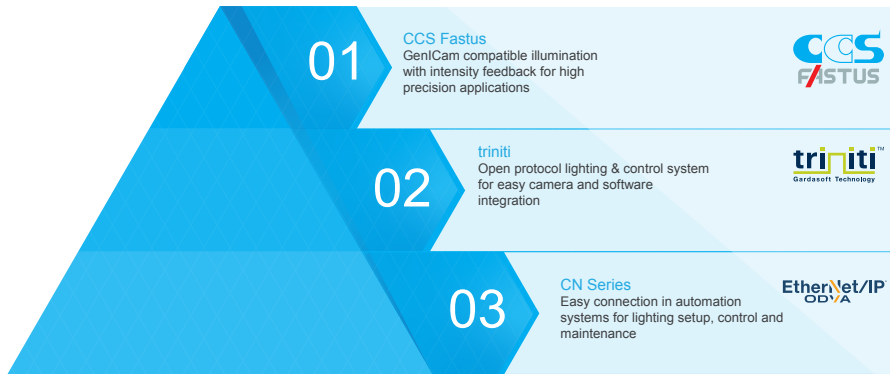 01
CCS Fastus
GenICam compatible illumination
with intensity feedback for high
precision applications
CCS
FASTUS
02
triniti
Open protocol lighting & control system
for easy camera and software
integration
triniti™
Gardasoft Technology
03
CN Series
Easy connection in automation
systems for lighting setup, control and
maintenance
EtherNet/IP
ODVA